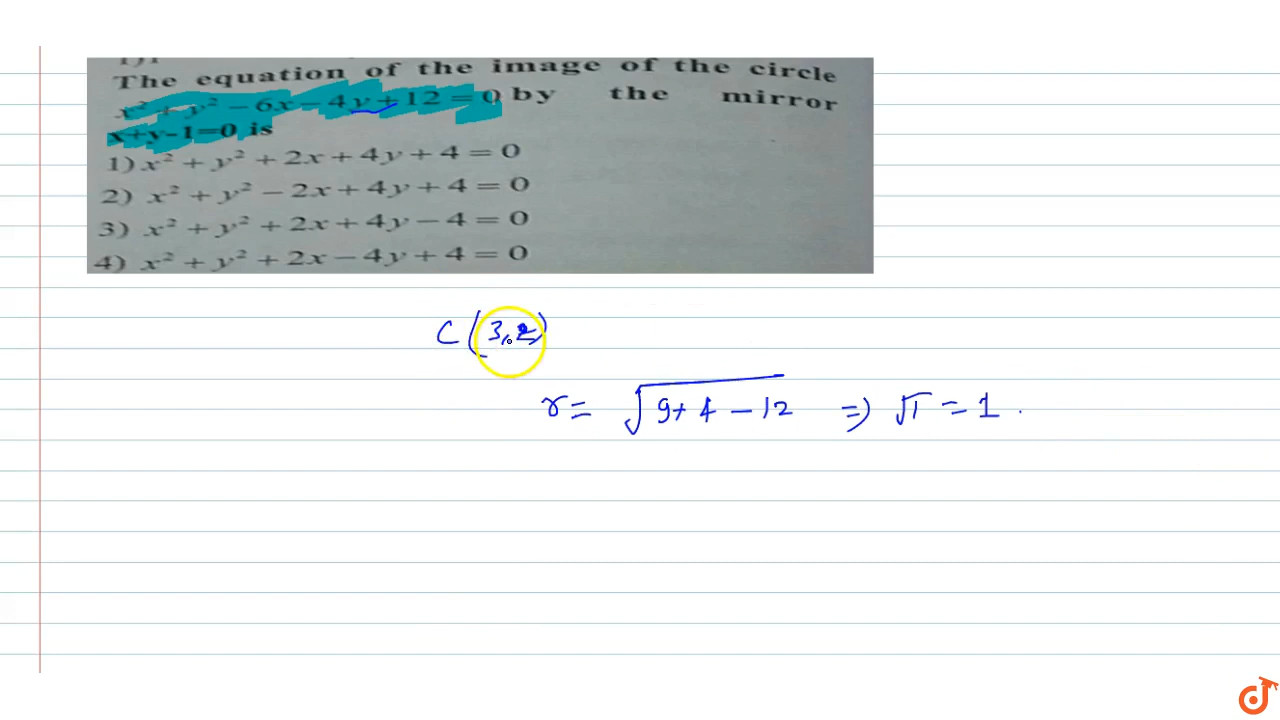 The equation of the image of the circle
x² + y² − 6x − 4y + 12 = 0 by the mirror
x+y-1=0 is
1) x² + y² + 2x + 4y + 4 = 0
2) x² + y² − 2x + 4y + 4 = 0
3) x² + y² + 2x + 4y − 4 = 0
4) x² + y² + 2x − 4y + 4 = 0
C (3,2)
r = √9+4−12 ⇒ √1 = 1 .